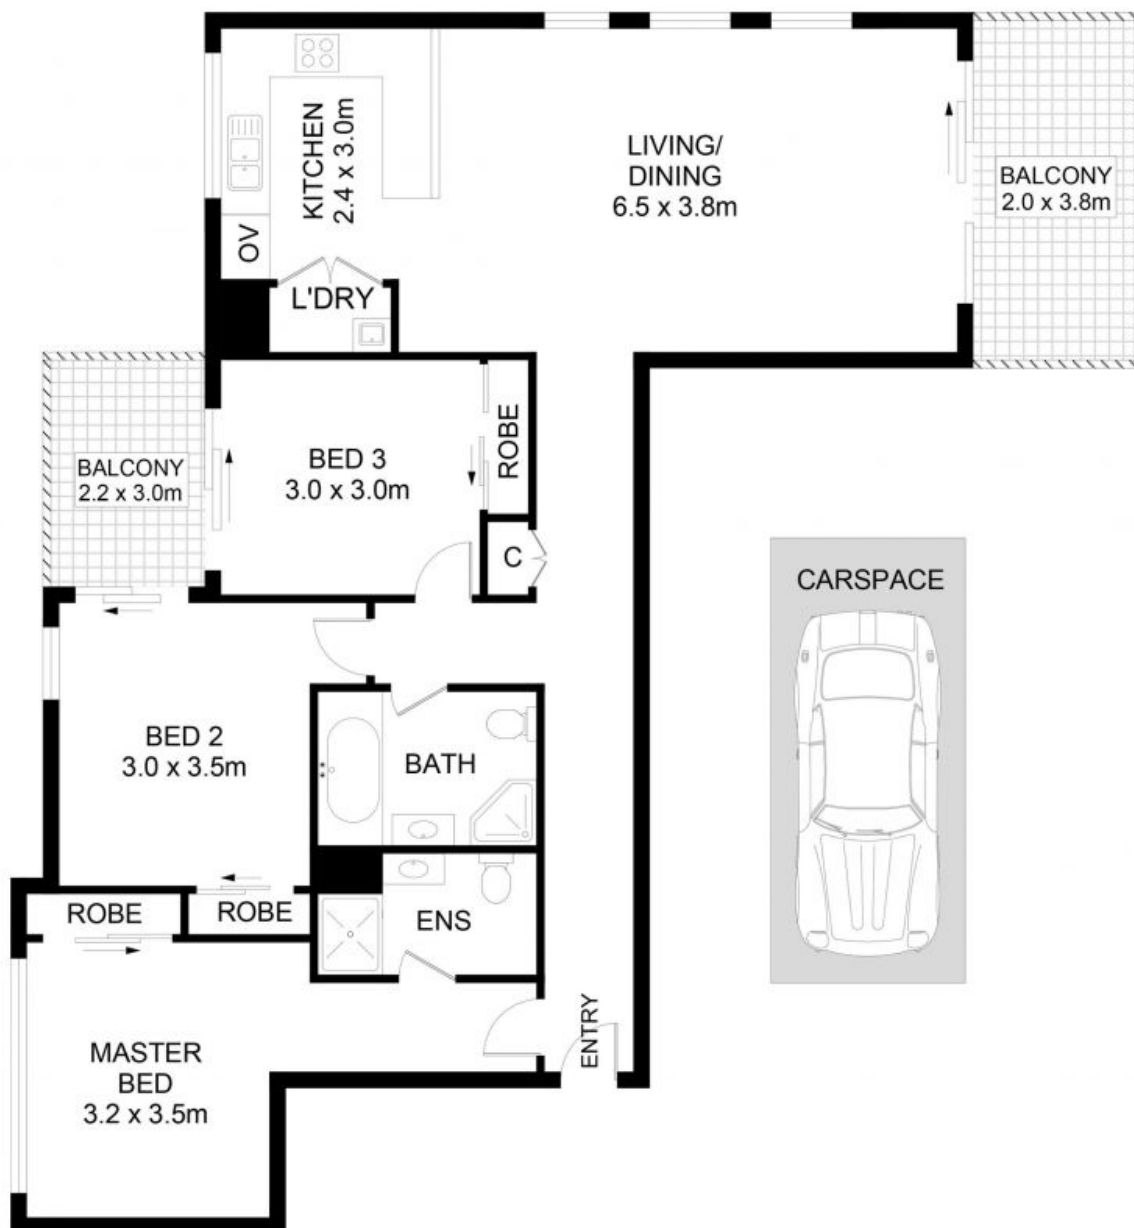 KITCHEN
2.4 x 3.0m
LIVING/
DINING
6.5 x 3.8m
BALCONY
2.0 x 3.8m
OV
L'DRY
BALCONY
2.2 x 3.0m
BED 3
3.0 x 3.0m
ROBE
C
CARSPACE
BED 2
3.0 x 3.5m
BATH
ROBE
ROBE
ENS
MASTER
BED
3.2 x 3.5m
ENTRY